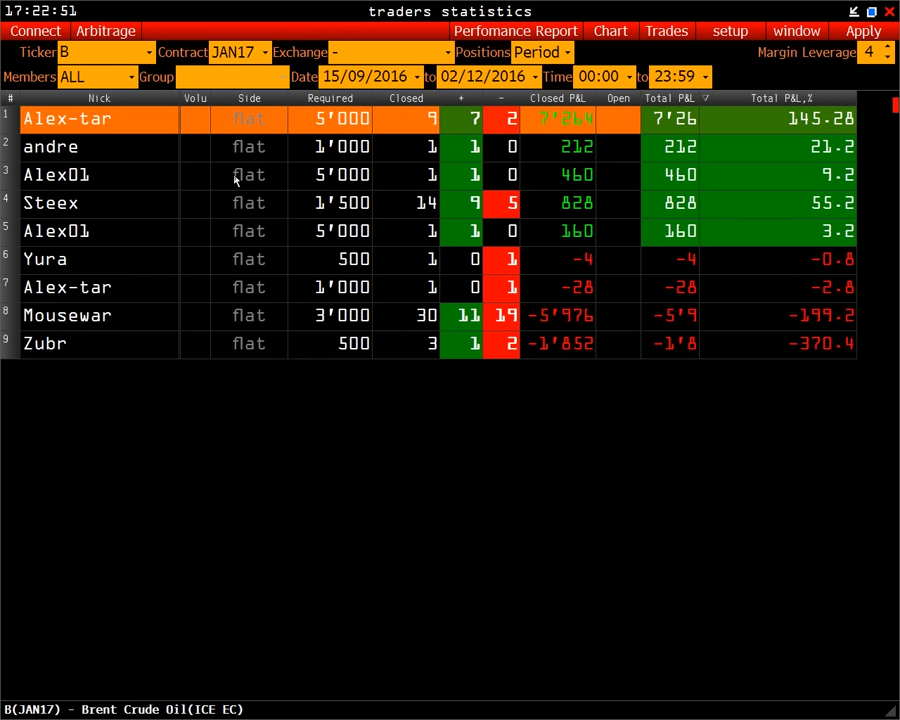 17:22:51 traders statistics
Connect Arbitrage Perfomance Report Chart Trades setup window Apply
Ticker B Contract JAN17 Exchange - Positions Period Margin Leverage 4
Members ALL Group Date 15/09/2016 to 02/12/2016 Time 00:00 to 23:59
# Nick Volu Side Required Closed + - Closed P&L Open Total P&L ▽ Total P&L,%
1 Alex-tar flat 5'000 9 7 2 7'264 7'26 145.28
2 andre flat 1'000 1 1 0 212 212 21.2
3 Alex01 flat 5'000 1 1 0 460 460 9.2
4 Steex flat 1'500 14 9 5 828 828 55.2
5 Alex01 flat 5'000 1 1 0 160 160 3.2
6 Yura flat 500 1 0 1 -4 -4 -0.8
7 Alex-tar flat 1'000 1 0 1 -28 -28 -2.8
8 Mousewar flat 3'000 30 11 19 -5'976 -5'9 -199.2
9 Zubr flat 500 3 1 2 -1'852 -1'8 -370.4
B(JAN17) - Brent Crude Oil(ICE EC)